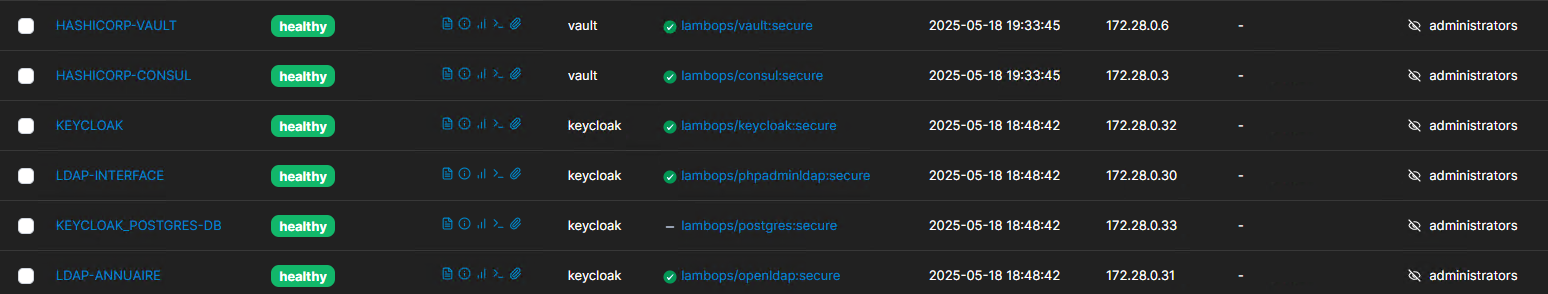 HASHICORP-VAULT healthy vault lambops/vault:secure 2025-05-18 19:33:45 172.28.0.6 - administrators
HASHICORP-CONSUL healthy vault lambops/consul:secure 2025-05-18 19:33:45 172.28.0.3 - administrators
KEYCLOAK healthy keycloak lambops/keycloak:secure 2025-05-18 18:48:42 172.28.0.32 - administrators
LDAP-INTERFACE healthy keycloak lambops/phpadminldap:secure 2025-05-18 18:48:42 172.28.0.30 - administrators
KEYCLOAK_POSTGRES-DB healthy keycloak lambops/postgres:secure 2025-05-18 18:48:42 172.28.0.33 - administrators
LDAP-ANNUAIRE healthy keycloak lambops/openldap:secure 2025-05-18 18:48:42 172.28.0.31 - administrators